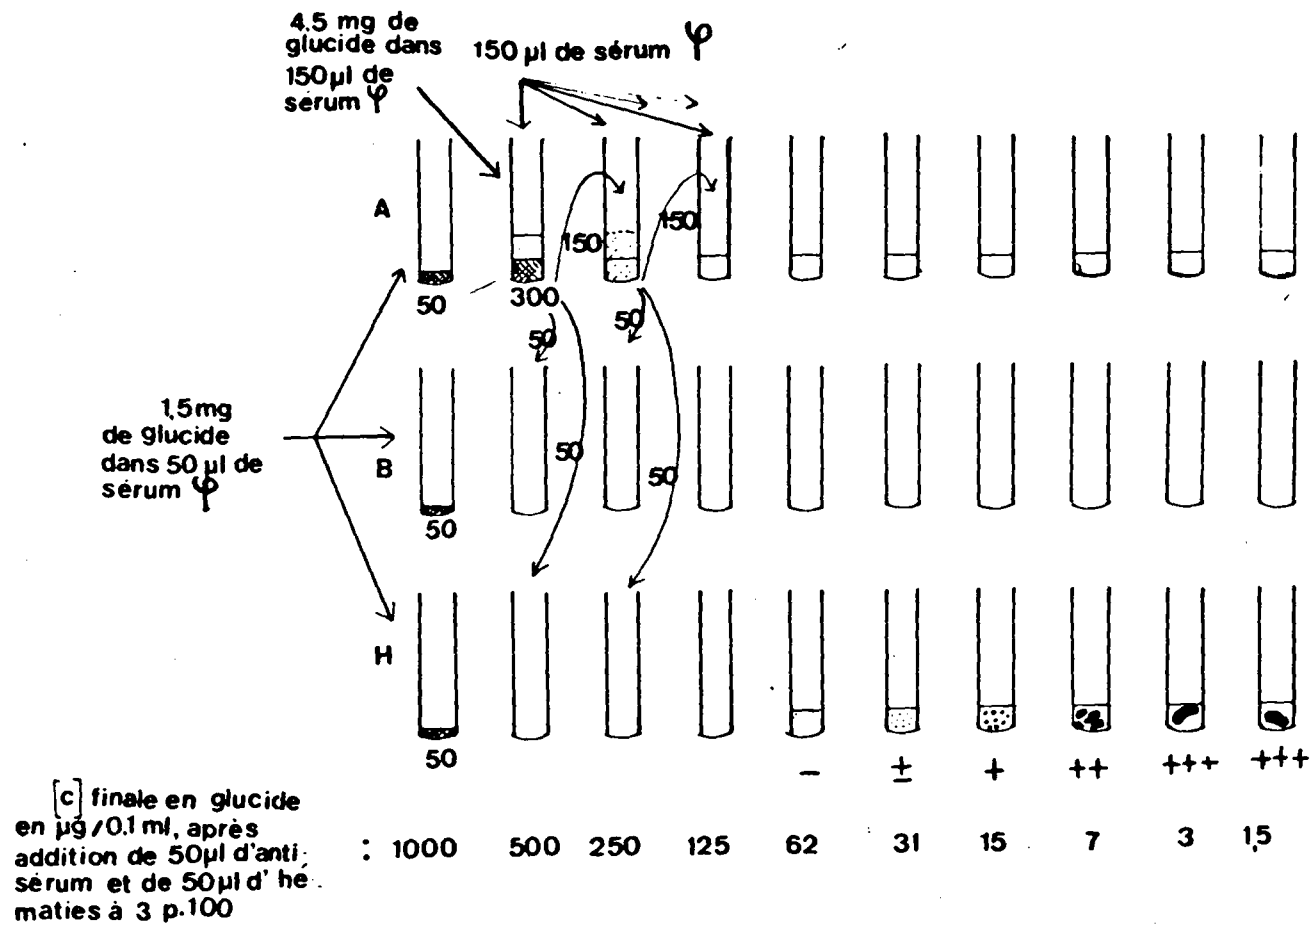 4.5 mg de
glucide dans
150 µl de
sérum φ
150 µl de sérum φ
A
150
150
50
300
50
50
1,5 mg
de glucide
dans 50 µl de
sérum φ
B
50
50
50
H
50
- ± + ++ +++ +++
[c] finale en glucide
en µg/0.1 ml, après
addition de 50 µl d'anti-
sérum et de 50 µl d'hé-
maties à 3 p.100
: 1000 500 250 125 62 31 15 7 3 1,5